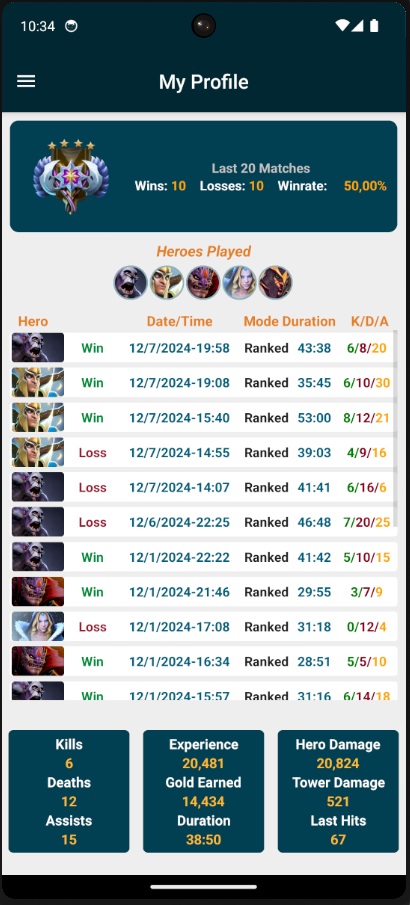 10:34
My Profile
Last 20 Matches
Wins: 10 Losses: 10 Winrate: 50,00%
Heroes Played
Hero Date/Time Mode Duration K/D/A
Win 12/7/2024-19:58 Ranked 43:38 6/8/20
Win 12/7/2024-19:08 Ranked 35:45 6/10/30
Win 12/7/2024-15:40 Ranked 53:00 8/12/21
Loss 12/7/2024-14:55 Ranked 39:03 4/9/16
Loss 12/7/2024-14:07 Ranked 41:41 6/16/6
Loss 12/6/2024-22:25 Ranked 46:48 7/20/25
Win 12/1/2024-22:22 Ranked 41:42 5/10/15
Win 12/1/2024-21:46 Ranked 29:55 3/7/9
Loss 12/1/2024-17:08 Ranked 31:18 0/12/4
Win 12/1/2024-16:34 Ranked 28:51 5/5/10
Win 12/1/2024-15:57 Ranked 31:16 6/14/18
Kills
6
Deaths
12
Assists
15
Experience
20,481
Gold Earned
14,434
Duration
38:50
Hero Damage
20,824
Tower Damage
521
Last Hits
67